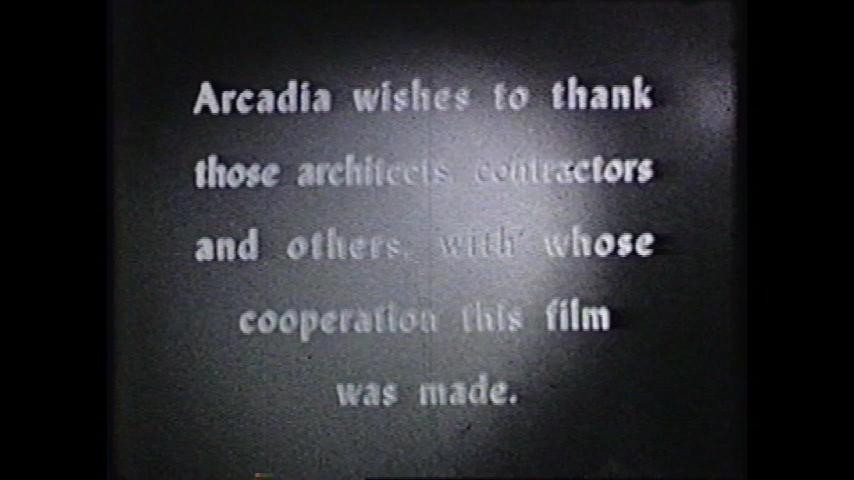 Arcadia wishes to thank
those architects contractors
and others, with whose
cooperation this film
was made.